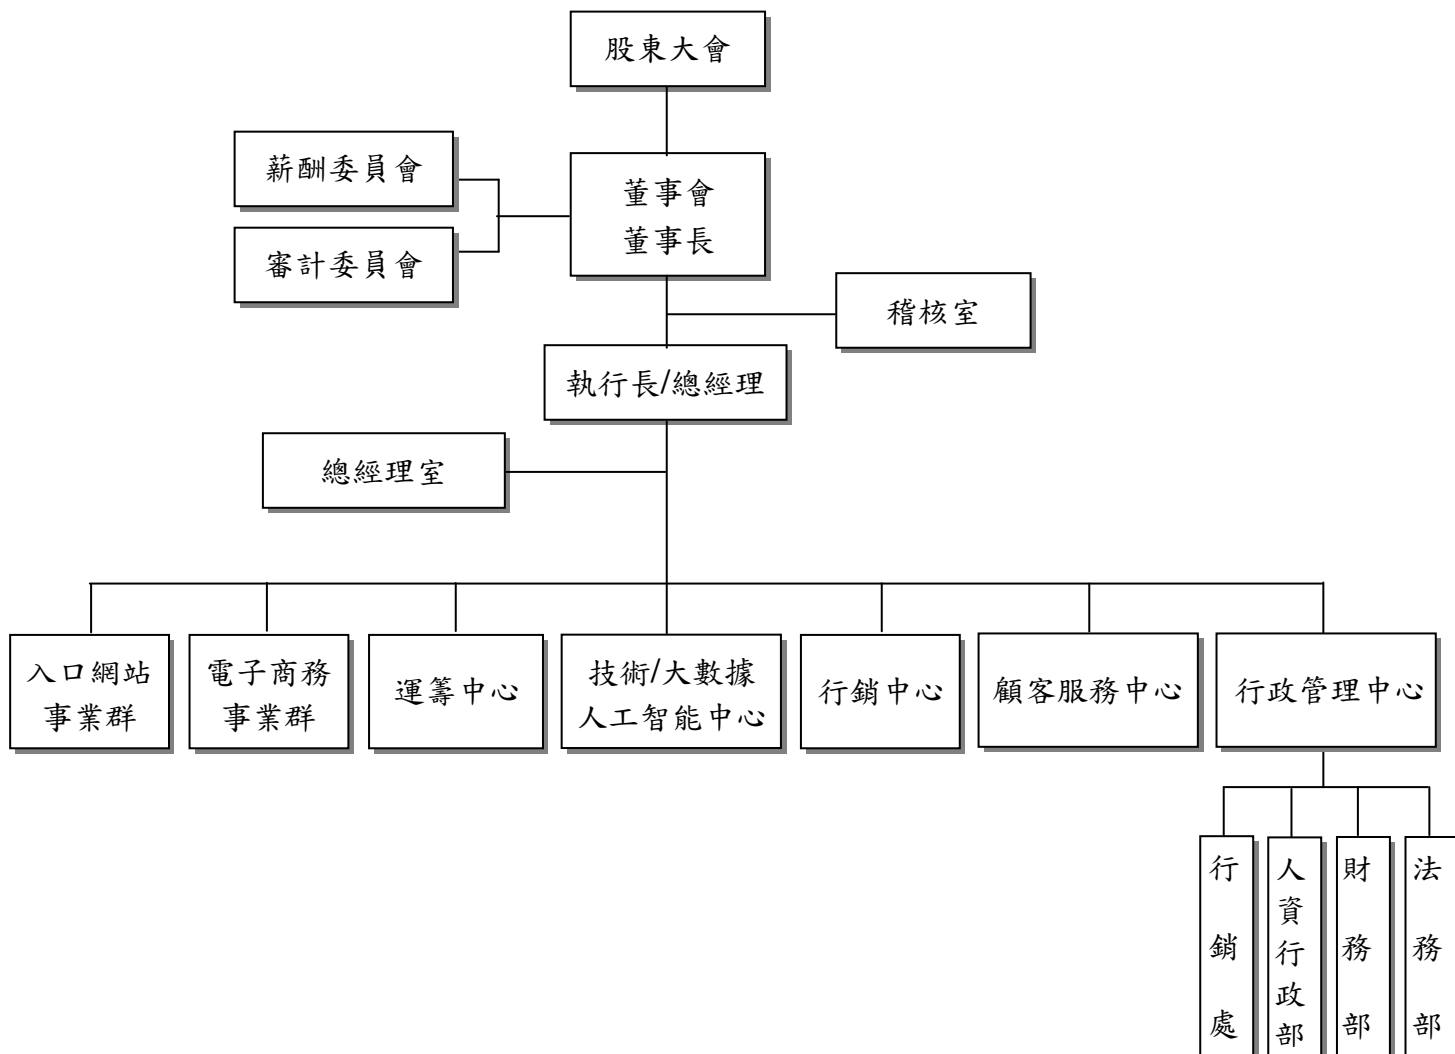 股東大會
薪酬委員會
董事會
董事長
審計委員會
稽核室
執行長/總經理
總經理室
入口網站
事業群
電子商務
事業群
運籌中心
技術/大數據
人工智能中心
行銷中心
顧客服務中心
行政管理中心
行銷處
人資行政部
財務部
法務部